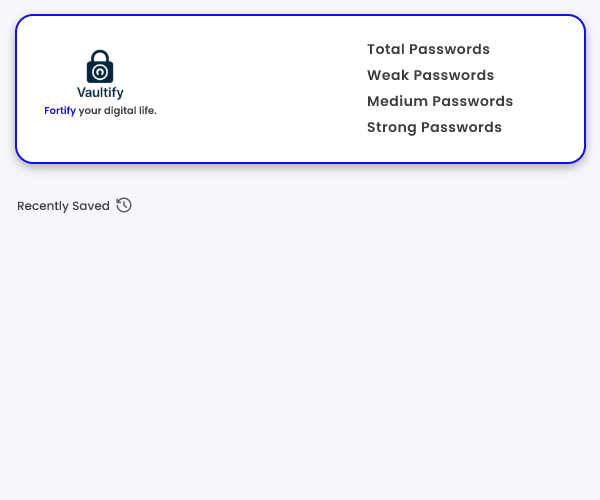 Vaultify
Fortify your digital life.
Total Passwords
Weak Passwords
Medium Passwords
Strong Passwords
Recently Saved